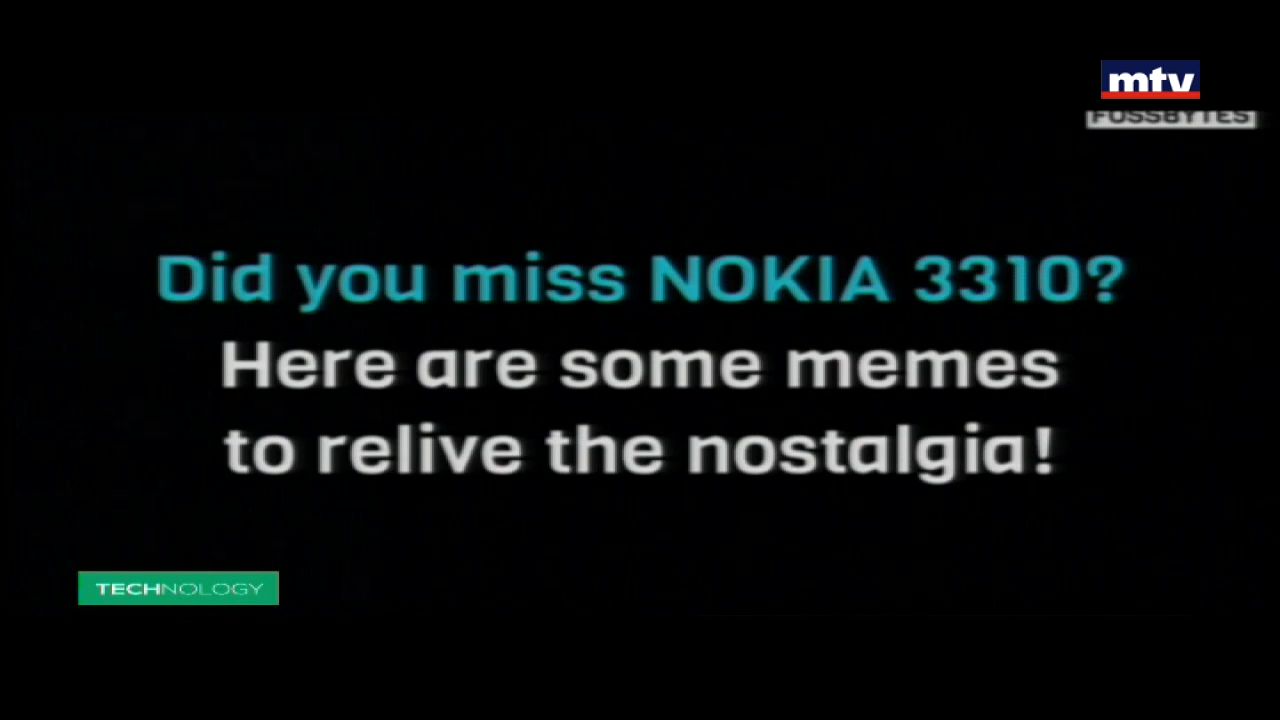 mtv
FOSSBYTES
Did you miss NOKIA 3310?
Here are some memes
to relive the nostalgia!
TECHNOLOGY